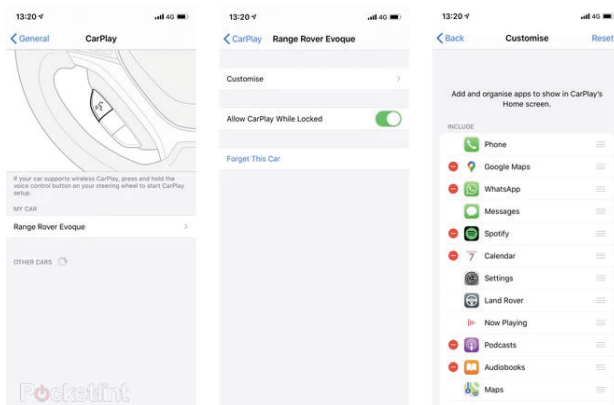 13:20
4G
General
CarPlay
If your car supports wireless CarPlay, press and hold the
voice control button on your steering wheel to start CarPlay
setup.
MY CAR
Range Rover Evoque
OTHER CARS
Pocketlint
13:20
4G
CarPlay
Range Rover Evoque
Customise
Allow CarPlay While Locked
Forget This Car
13:20
4G
Back
Customise
Reset
Add and organise apps to show in CarPlay's
Home screen.
INCLUDE
Phone
Google Maps
WhatsApp
Messages
Spotify
7
Calendar
Settings
Land Rover
Now Playing
Podcasts
Audiobooks
Maps